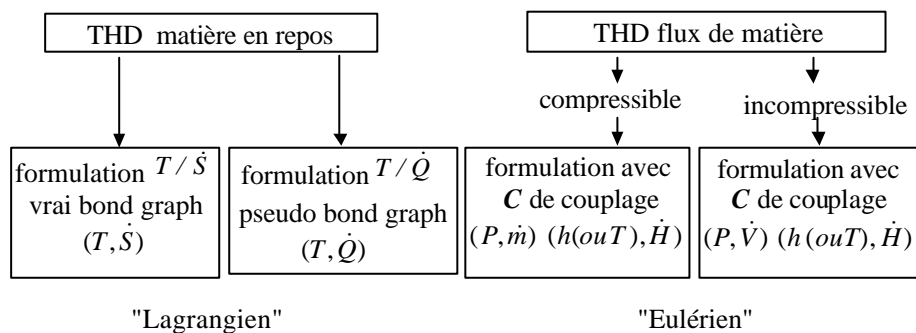 THD matière en repos
THD flux de matière
compressible
incompressible
formulation T / Ṡ
vrai bond graph
(T, Ṡ)
formulation T / Q̇
pseudo bond graph
(T, Q̇)
formulation avec
C de couplage
(P, ṁ) (h(ouT), Ḣ)
formulation avec
C de couplage
(P, V̇) (h (ouT), Ḣ)
"Lagrangien"
"Eulérien"